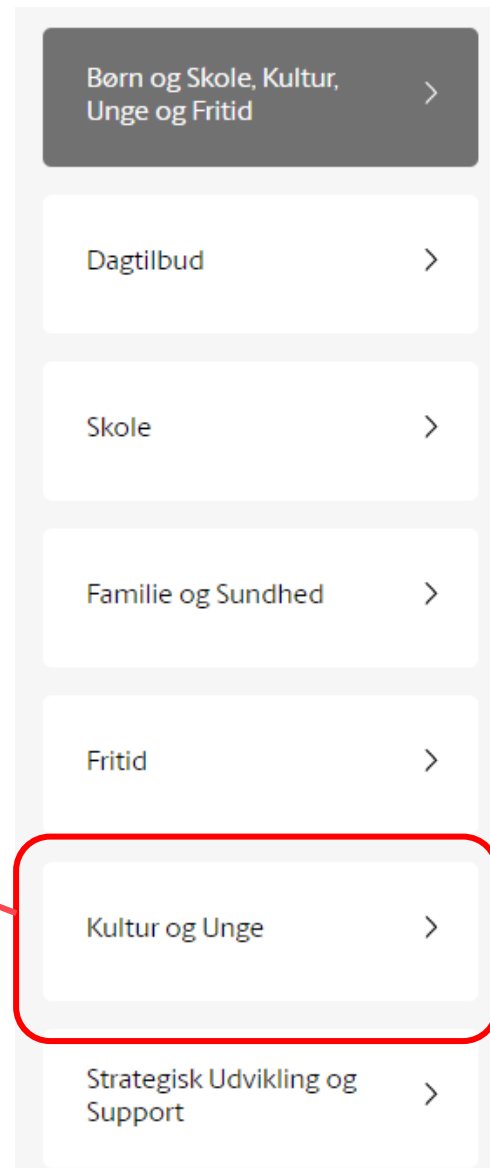 Børn og Skole, Kultur,
Unge og Fritid
Dagtilbud
Skole
Familie og Sundhed
Fritid
Kultur og Unge
Strategisk Udvikling og
Support